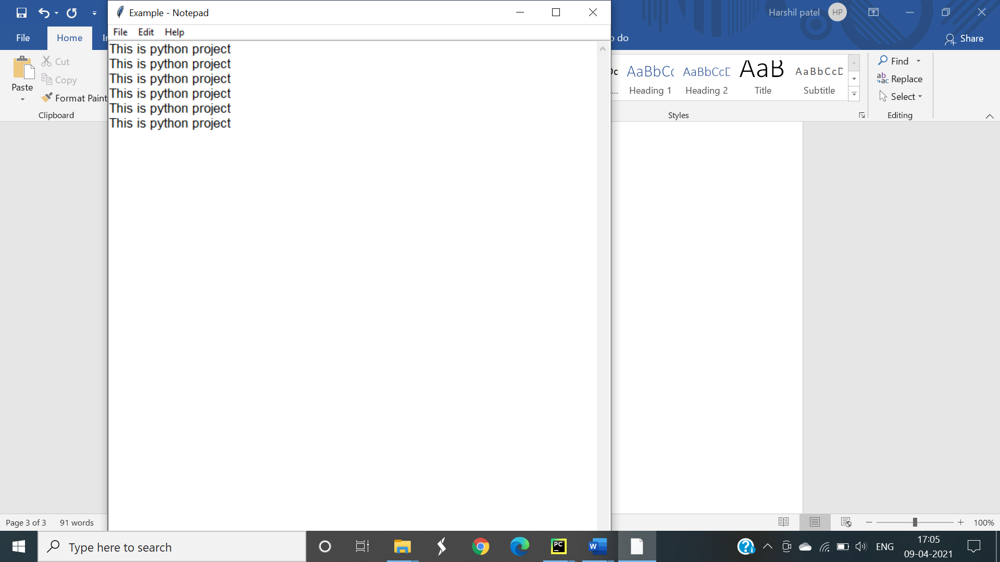 Example - Notepad
File Edit Help
This is python project
This is python project
This is python project
This is python project
This is python project
This is python project
Harshil patel HP
File Home
o do
Share
Paste
Cut
Copy
Format Paint
Clipboard
AaBbCc AaBbCcD AaB AaBbCcD
Heading 1 Heading 2 Title Subtitle
Styles
Find
Replace
Select
Editing
Page 3 of 3 91 words
100%
Type here to search
PC
W
ENG
17:05
09-04-2021